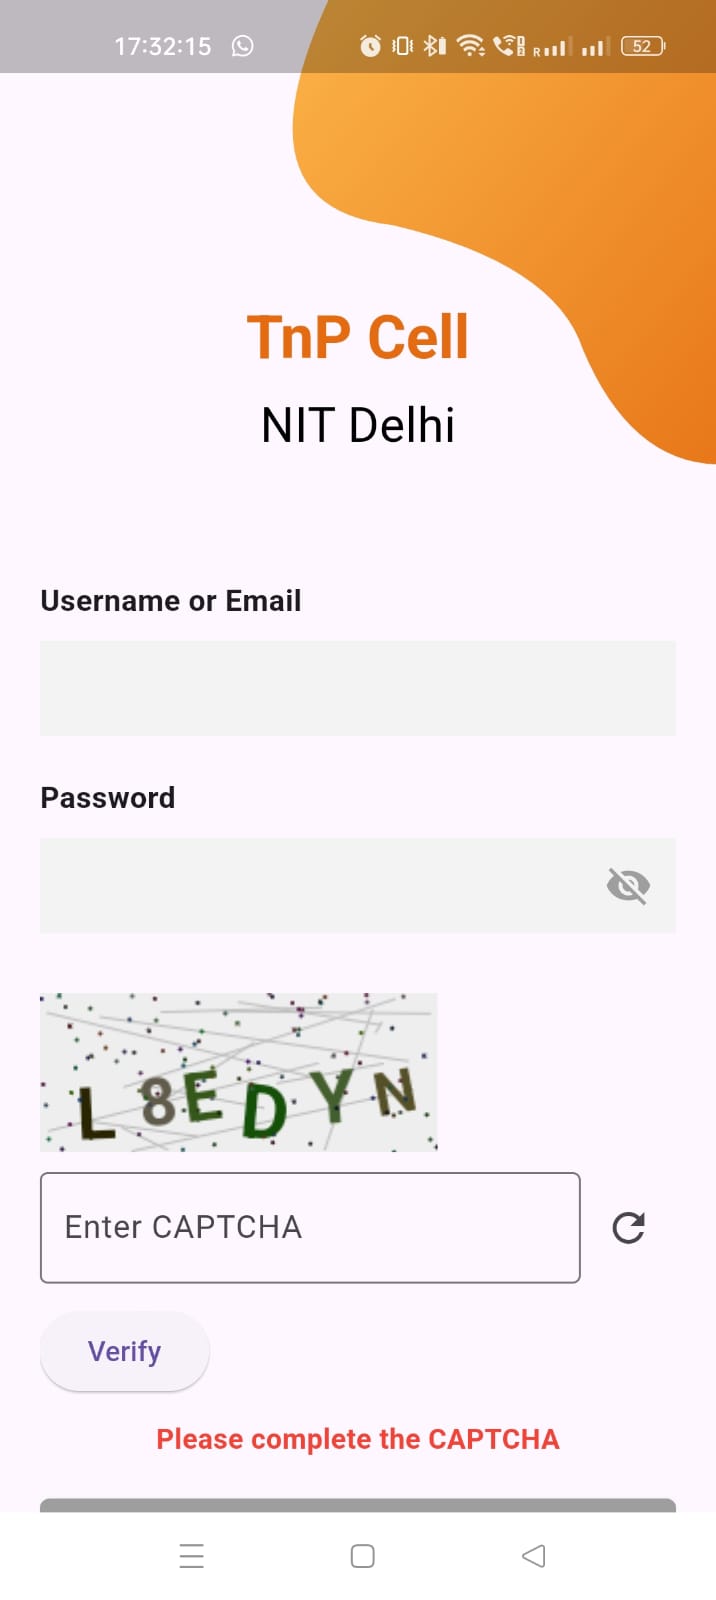 17:32:15 R 52
TnP Cell
NIT Delhi
Username or Email
Password
L8EDYN
Enter CAPTCHA
Verify
Please complete the CAPTCHA